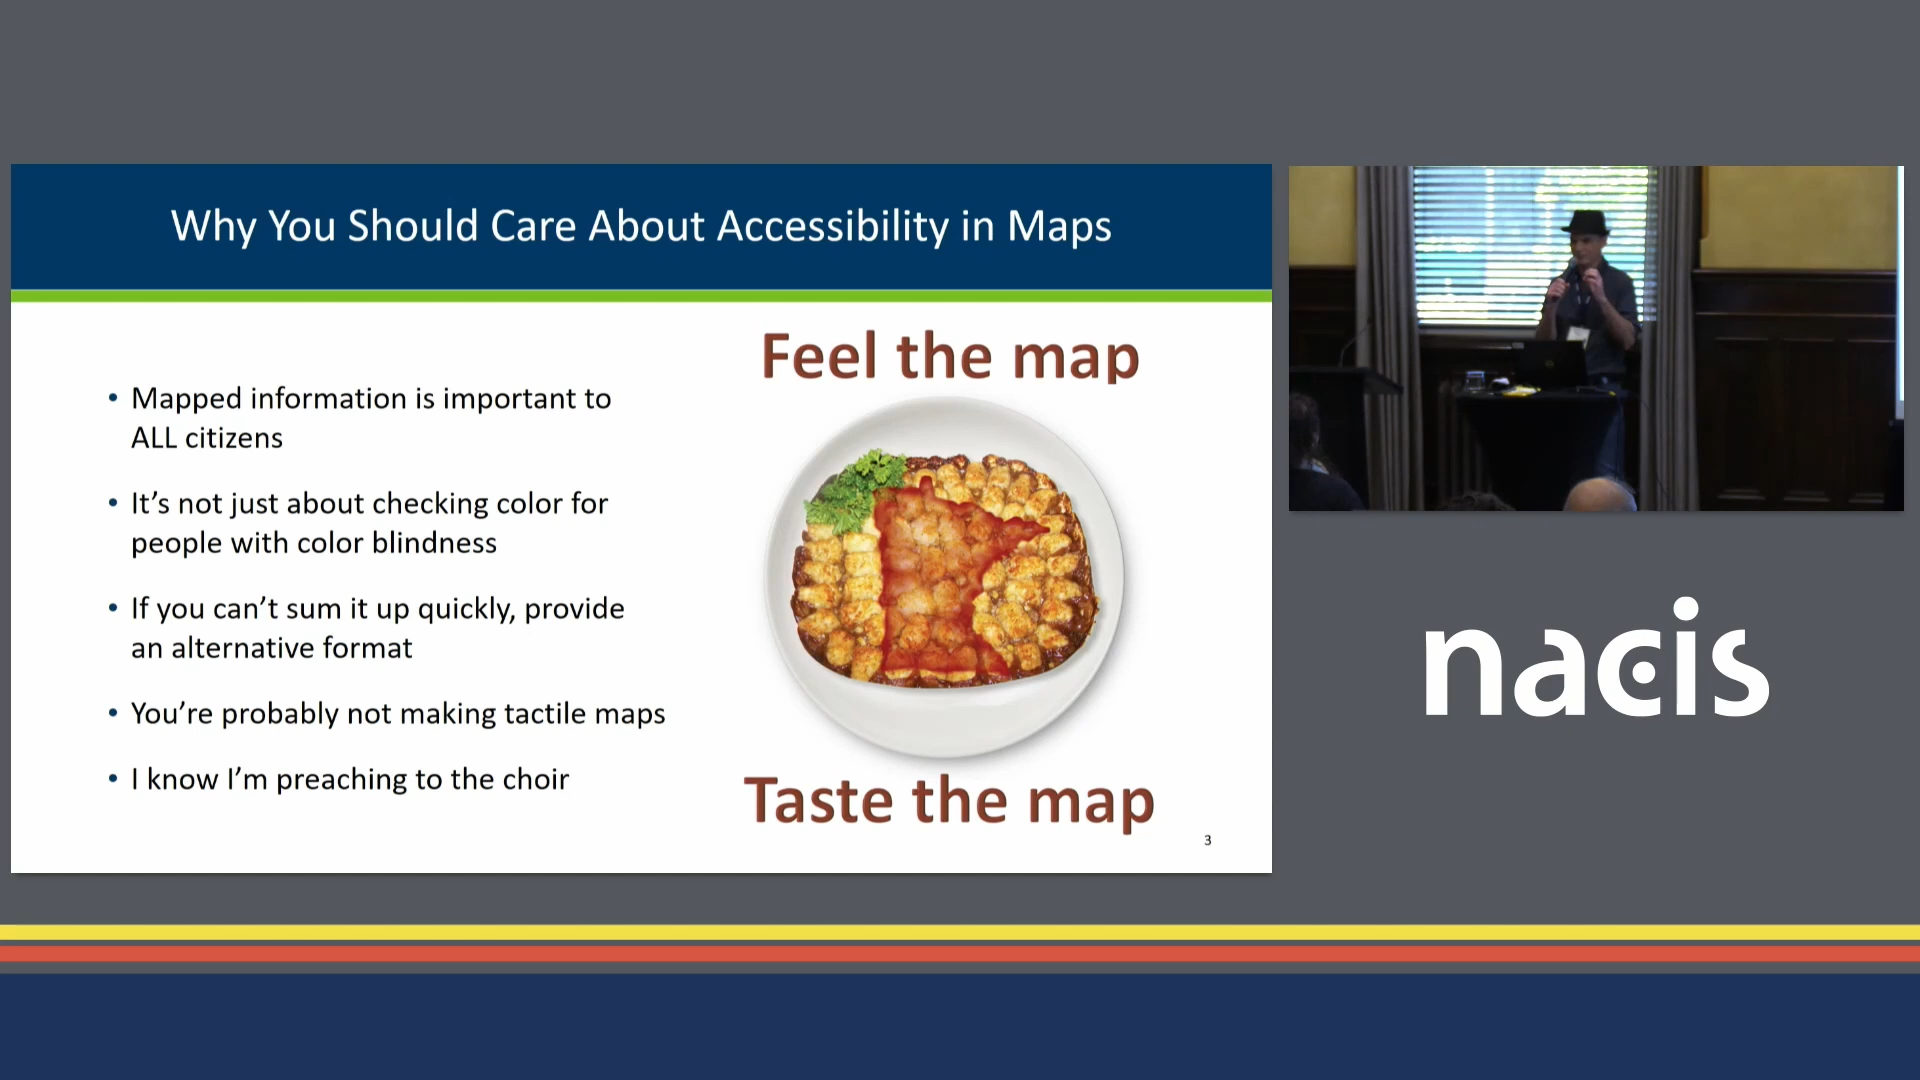 Why You Should Care About Accessibility in Maps
• Mapped information is important to
ALL citizens
• It’s not just about checking color for
people with color blindness
• If you can’t sum it up quickly, provide
an alternative format
• You’re probably not making tactile maps
• I know I’m preaching to the choir
Feel the map
Taste the map
3
nacis